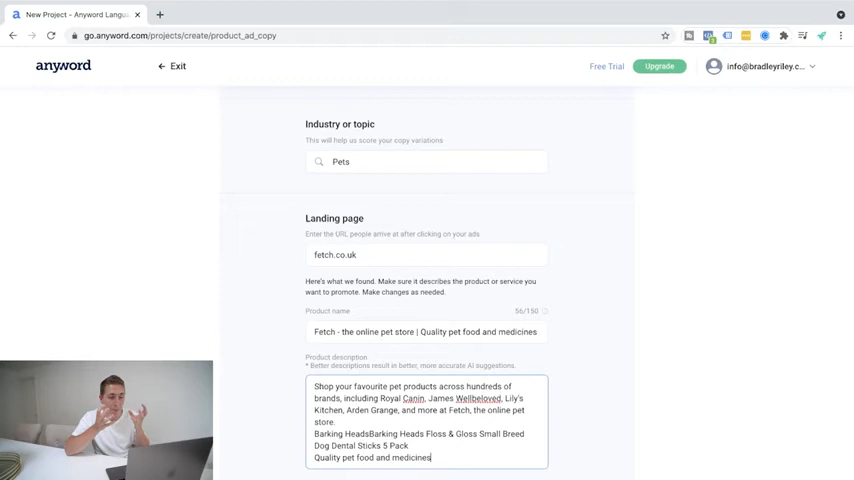 New Project - Anyword Langu
go.anyword.com/projects/create/product_ad_copy
anyword
Exit
Free Trial
Upgrade
info@bradleyriley.c...
Industry or topic
This will help us score your copy variations
Pets
Landing page
Enter the URL people arrive at after clicking on your ads
fetch.co.uk
Here's what we found. Make sure it describes the product or service you
want to promote. Make changes as needed.
Product name 56/150
Fetch - the online pet store | Quality pet food and medicines
Product description
* Better descriptions result in better, more accurate AI suggestions.
Shop your favourite pet products across hundreds of
brands, including Royal Canin, James Wellbeloved, Lily's
Kitchen, Arden Grange, and more at Fetch, the online pet
store.
Barking HeadsBarking Heads Floss & Gloss Small Breed
Dog Dental Sticks 5 Pack
Quality pet food and medicines